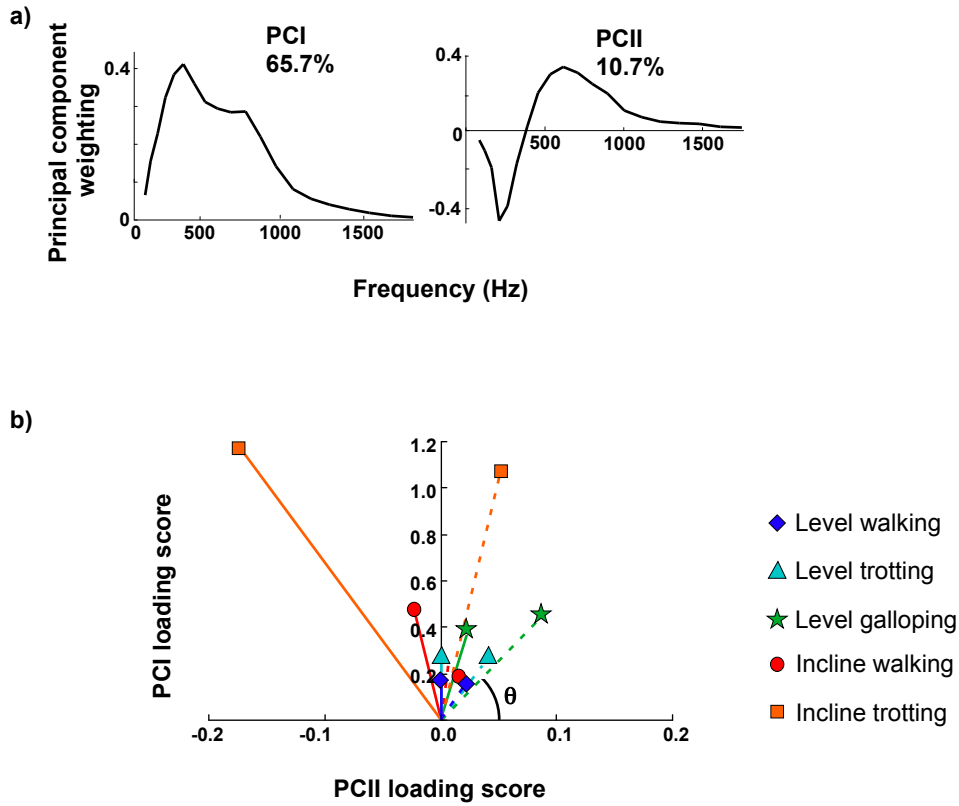 a)
PCI
65.7%
PCII
10.7%
Principal component
weighting
0.4
0
0
500
1000
1500
0.4
0
-0.4
500
1000
1500
Frequency (Hz)
b)
PCI loading score
1.2
1.0
0.8
0.6
0.4
0.2
θ
-0.2
-0.1
0.0
0.1
0.2
PCII loading score
Level walking
Level trotting
Level galloping
Incline walking
Incline trotting